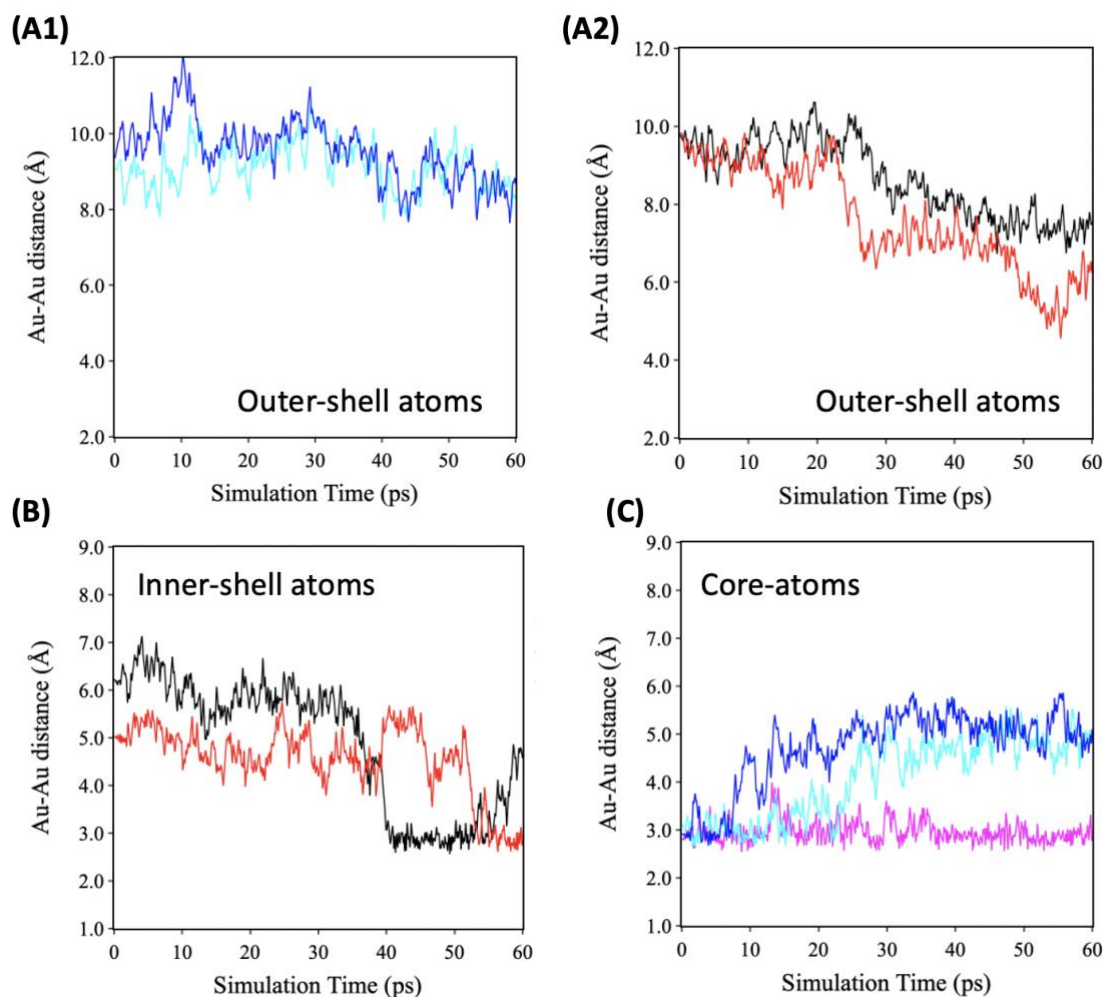 (A1)
12.0
10.0
8.0
6.0
4.0
2.0
Au-Au distance (Å)
Outer-shell atoms
0 10 20 30 40 50 60
Simulation Time (ps)
(A2)
12.0
10.0
8.0
6.0
4.0
2.0
Au-Au distance (Å)
Outer-shell atoms
0 10 20 30 40 50 60
Simulation Time (ps)
(B)
9.0
8.0
7.0
6.0
5.0
4.0
3.0
2.0
1.0
Au-Au distance (Å)
Inner-shell atoms
0 10 20 30 40 50 60
Simulation Time (ps)
(C)
9.0
8.0
7.0
6.0
5.0
4.0
3.0
2.0
1.0
Au-Au distance (Å)
Core-atoms
0 10 20 30 40 50 60
Simulation Time (ps)